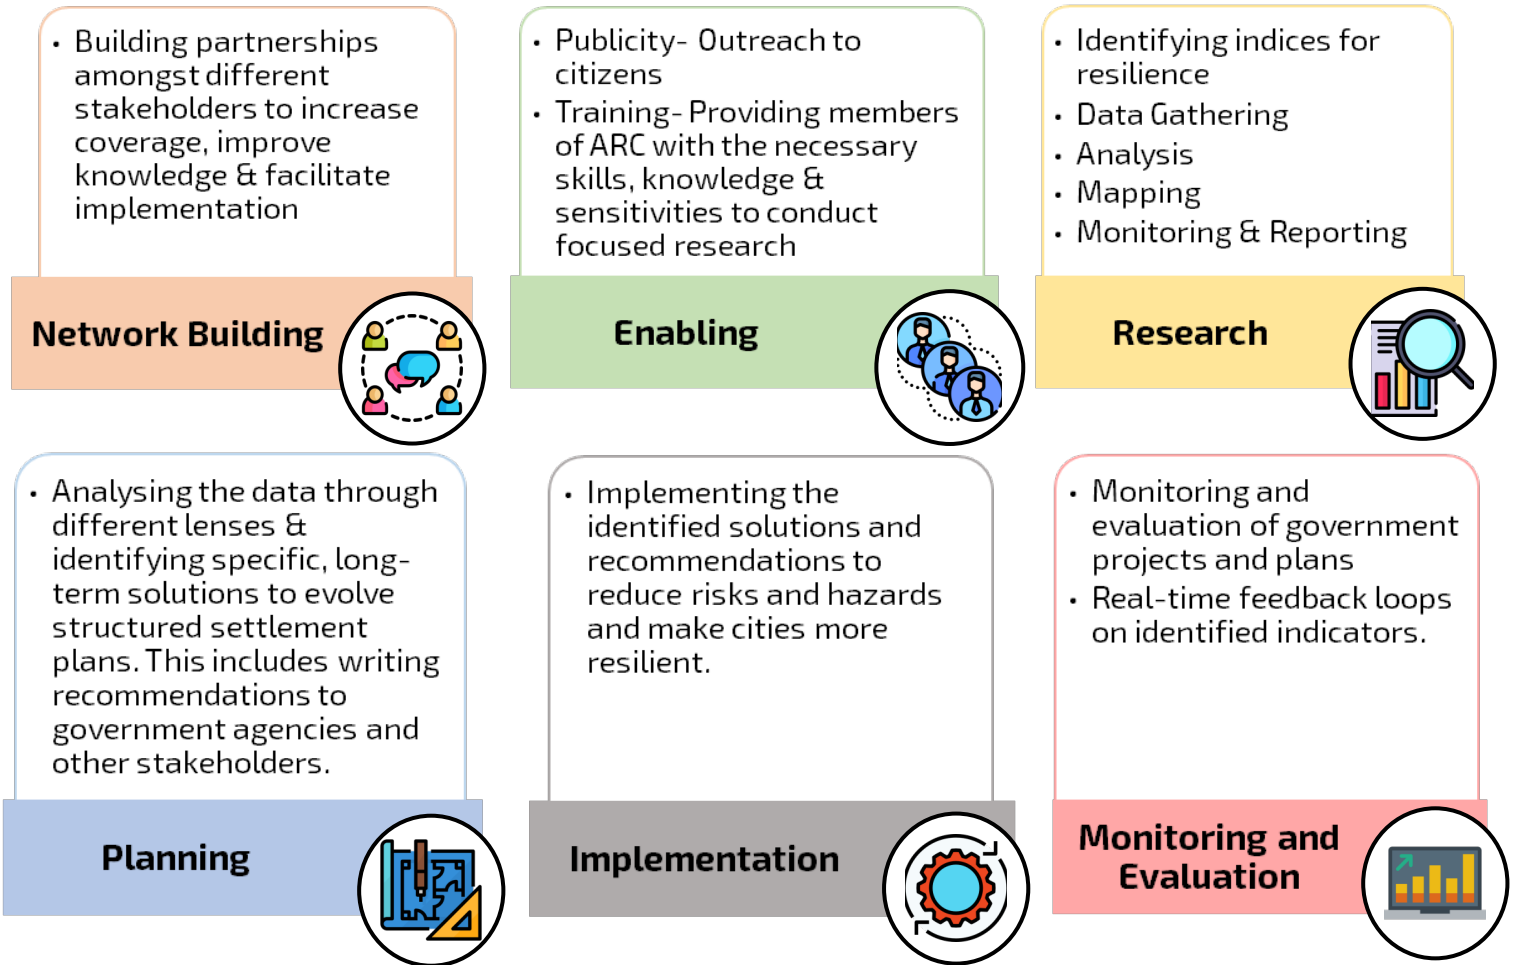 • Building partnerships
amongst different
stakeholders to increase
coverage, improve
knowledge & facilitate
implementation
Network Building
• Publicity- Outreach to
citizens
• Training- Providing members
of ARC with the necessary
skills, knowledge &
sensitivities to conduct
focused research
Enabling
• Identifying indices for
resilience
• Data Gathering
• Analysis
• Mapping
• Monitoring & Reporting
Research
• Analysing the data through
different lenses &
identifying specific, long-
term solutions to evolve
structured settlement
plans. This includes writing
recommendations to
government agencies and
other stakeholders.
Planning
• Implementing the
identified solutions and
recommendations to
reduce risks and hazards
and make cities more
resilient.
Implementation
• Monitoring and
evaluation of government
projects and plans
• Real-time feedback loops
on identified indicators.
Monitoring and
Evaluation